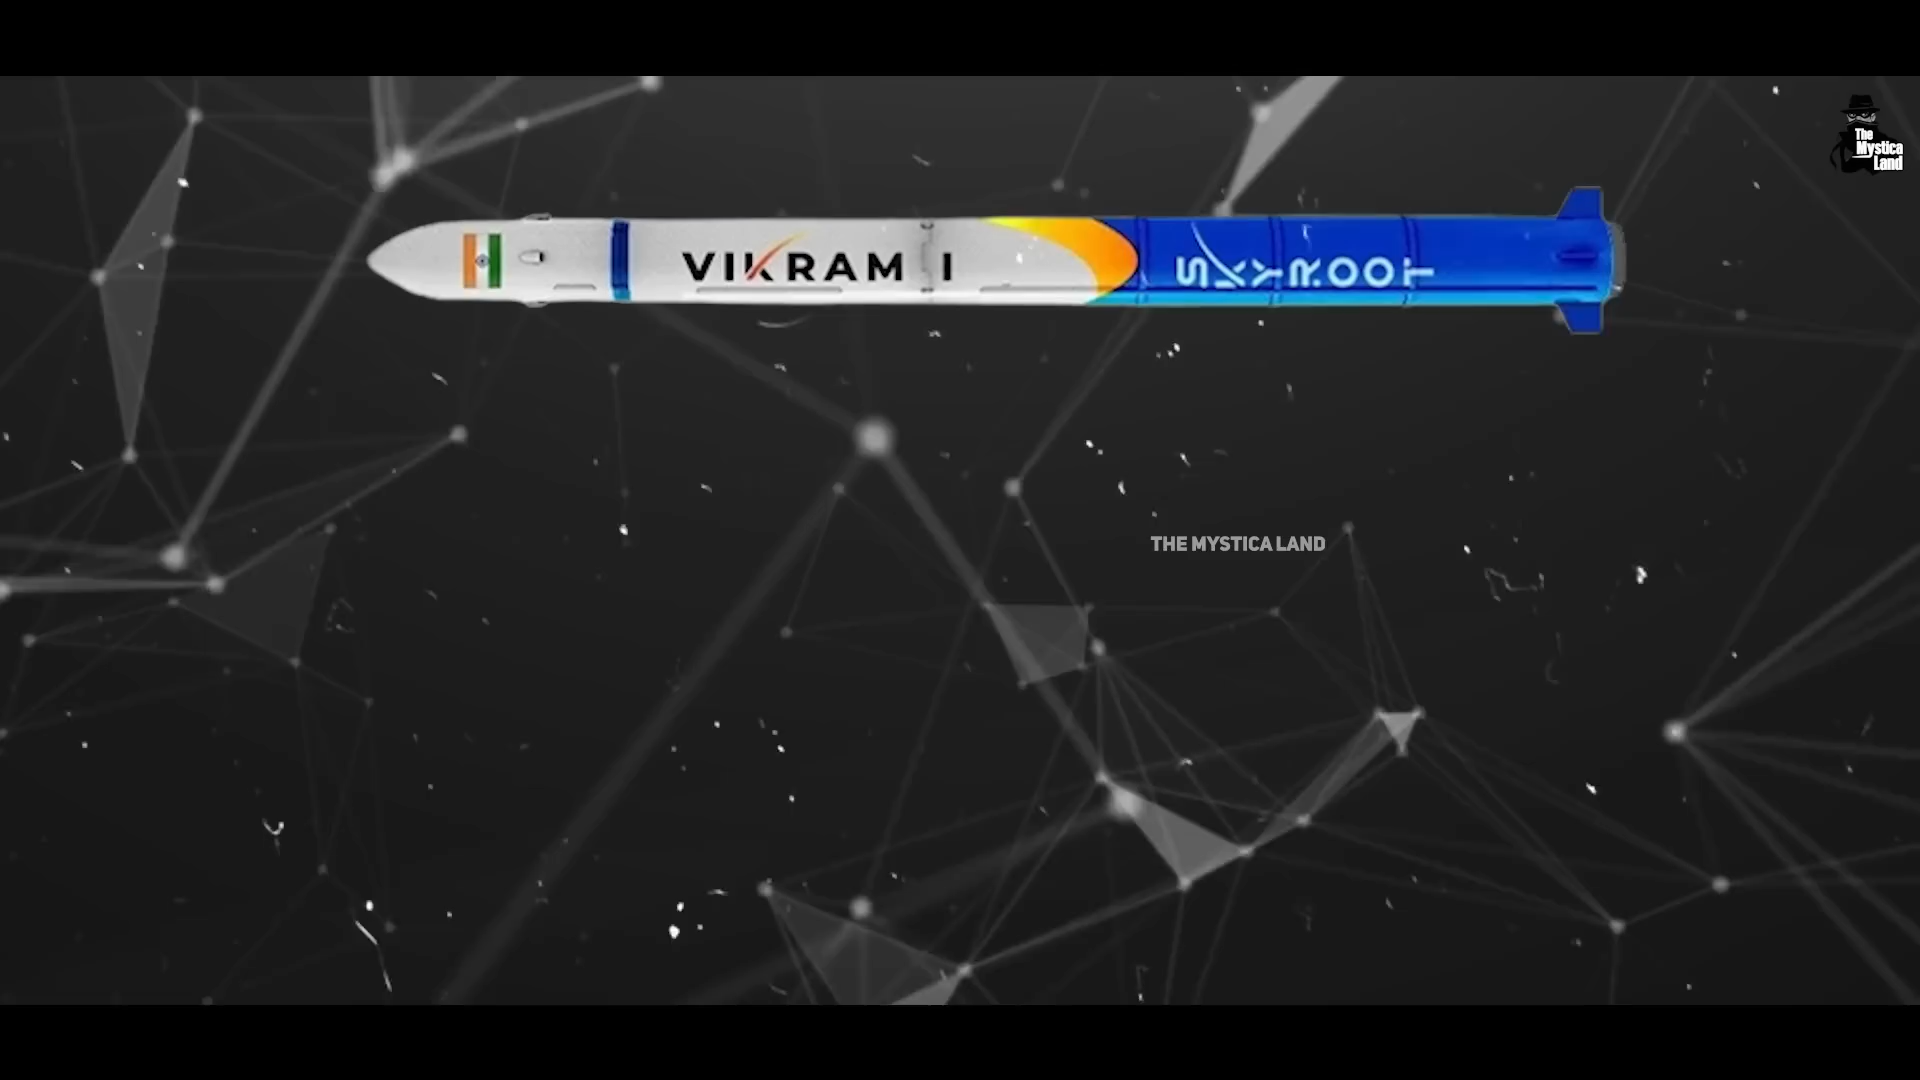 The
Mystica
Land
VIKRAM I
SKYROOT
THE MYSTICA LAND